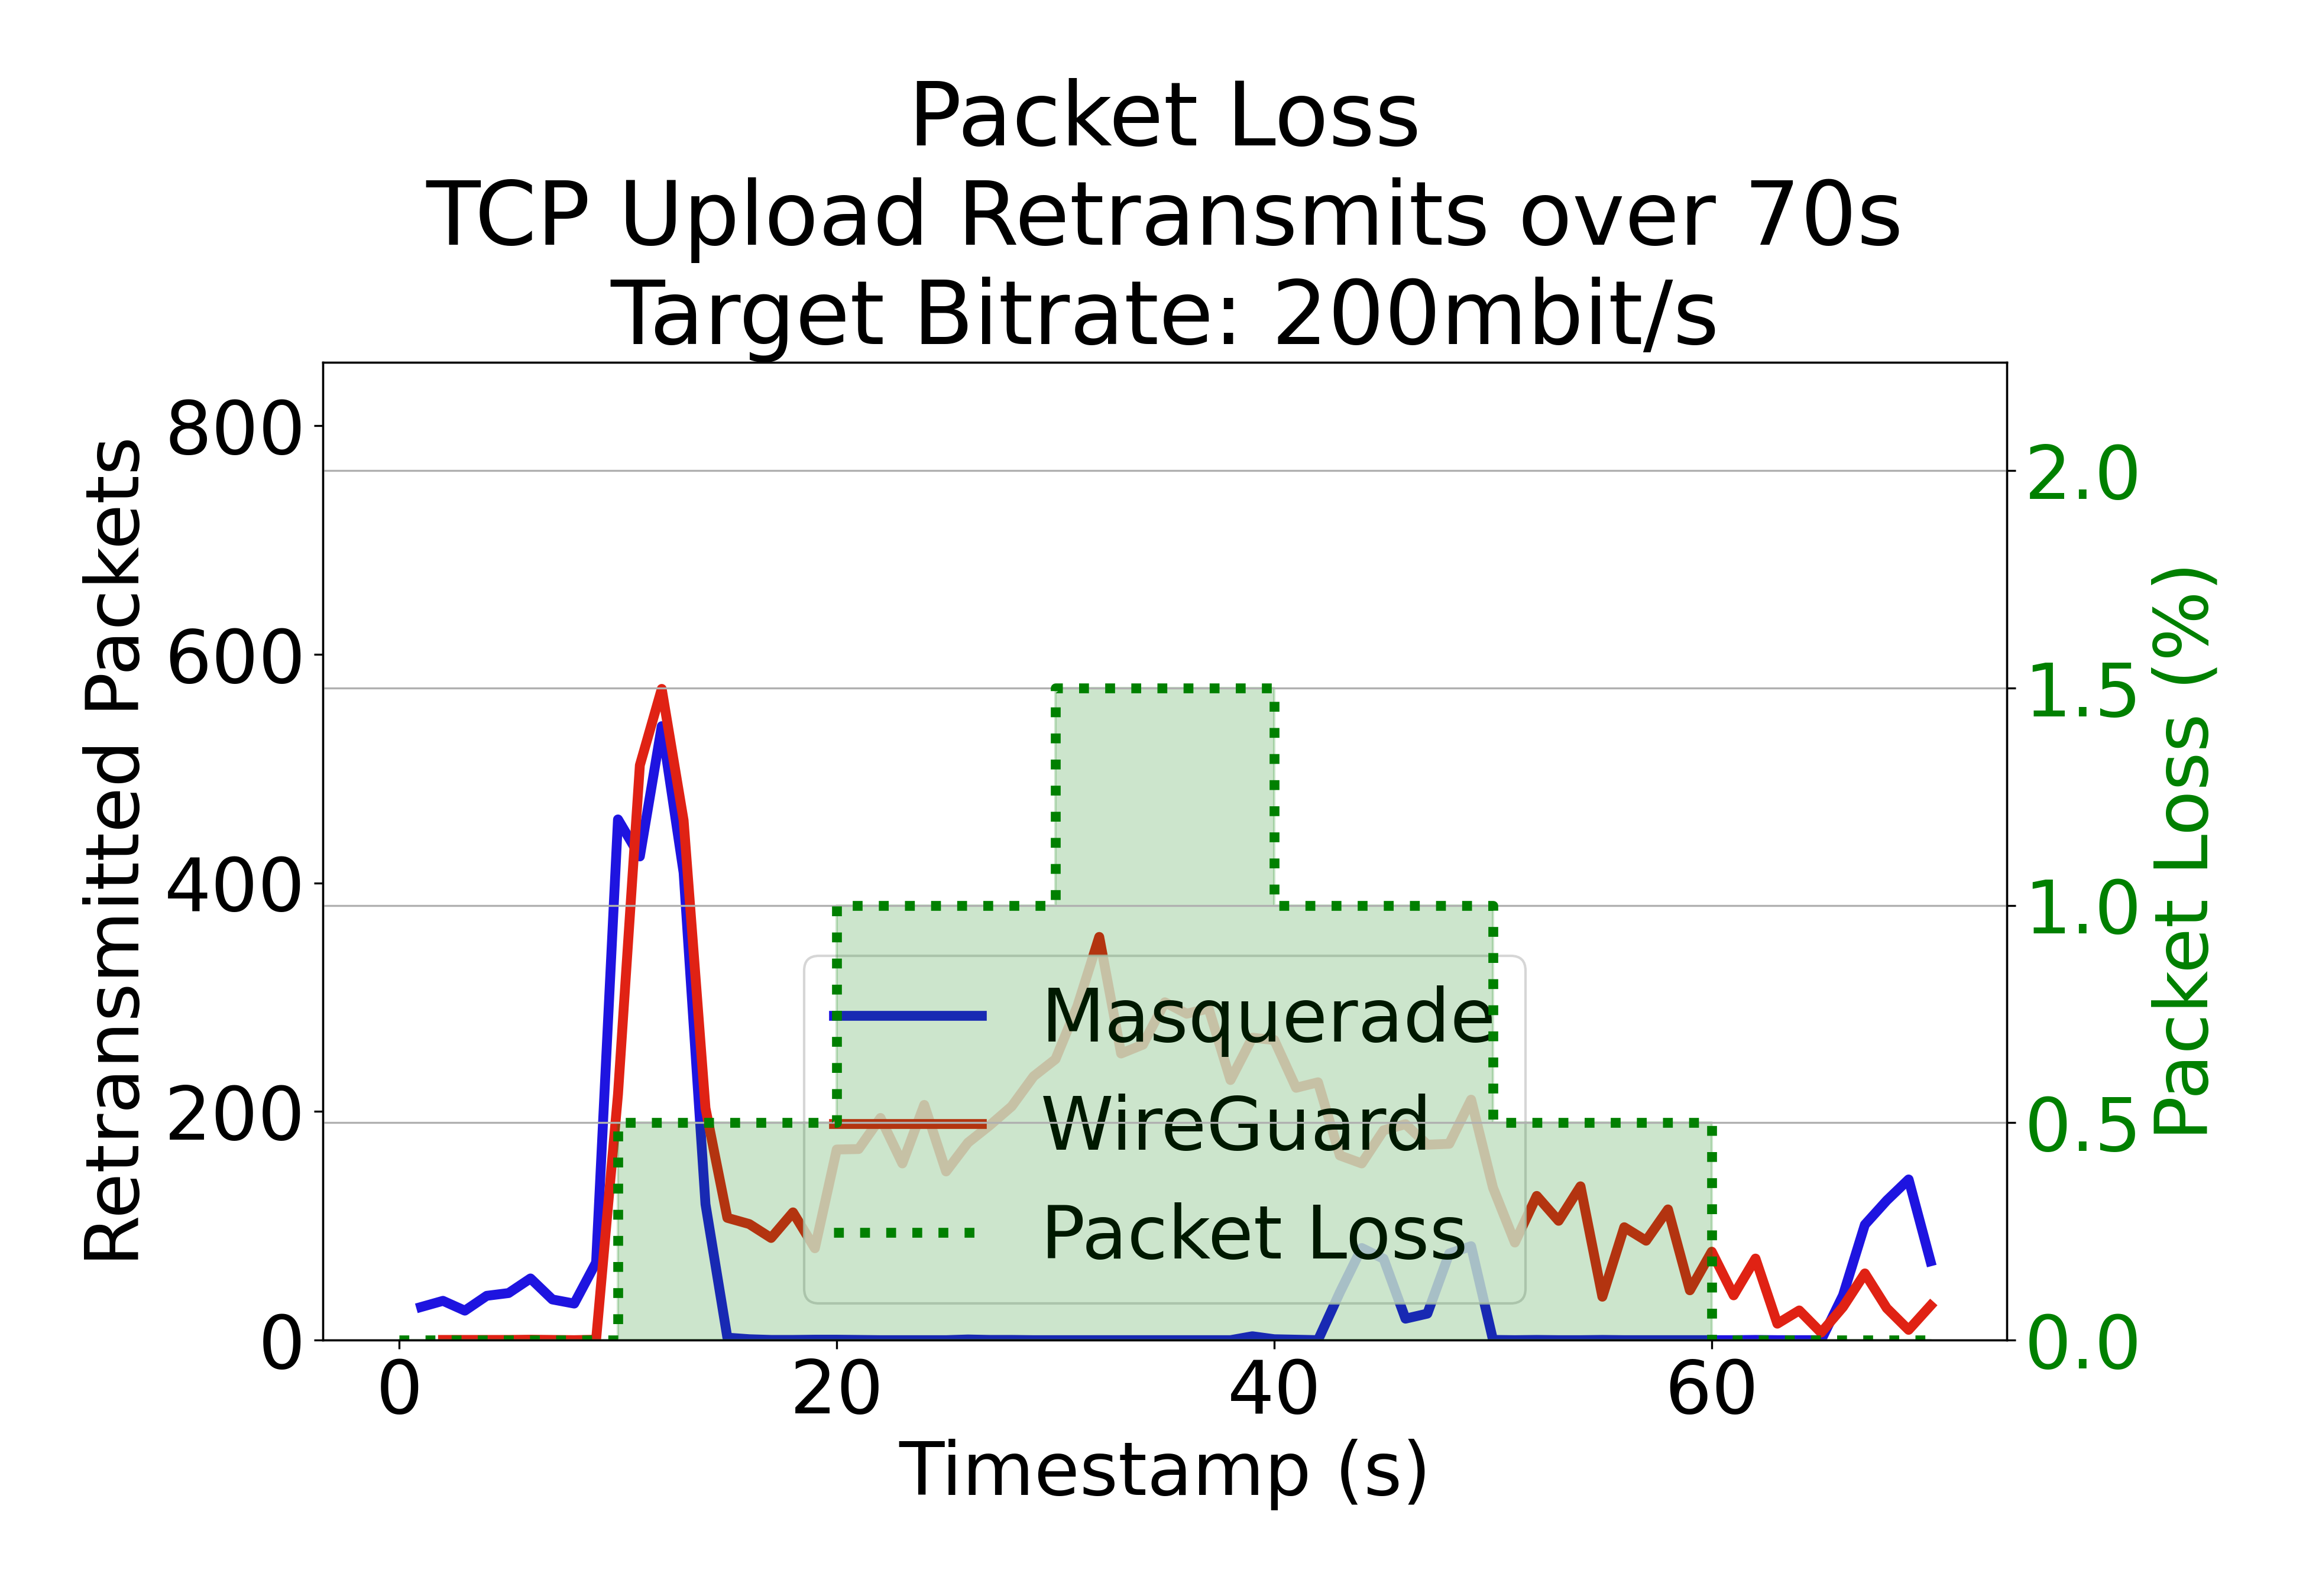 Packet Loss
TCP Upload Retransmits over 70s
Target Bitrate: 200mbit/s
Retransmitted Packets
800
600
400
200
0
2.0
1.5
1.0
0.5
0.0
Packet Loss (%)
Masquerade
WireGuard
Packet Loss
0 20 40 60
Timestamp (s)